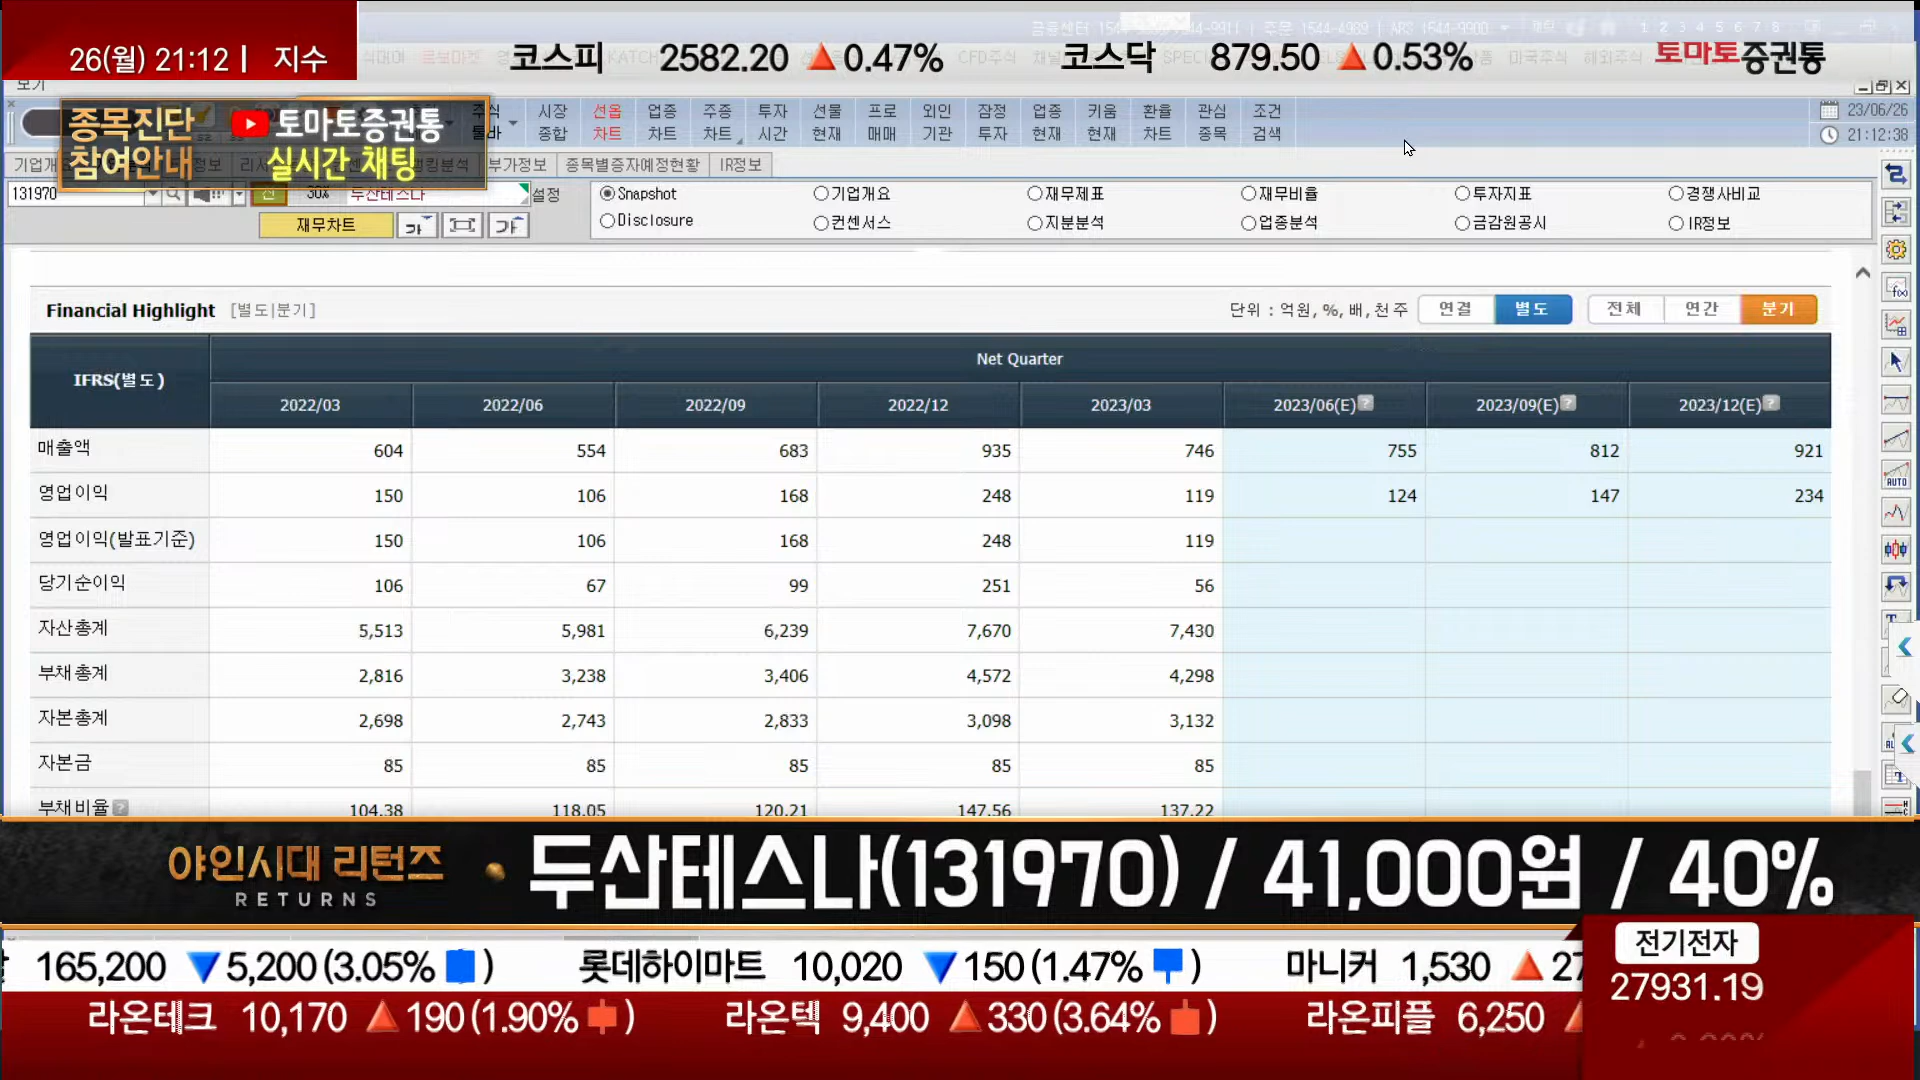 26(월) 21:12 | 지수
코스피 2582.20 ▲0.47% 코스닥 879.50 ▲0.53%
토마토증권통
보기
종목진단 참여안내
토마토증권통 실시간 채팅
시장종합 선옵차트 업종차트 주종차트 투자시간 선물현재 프로매매 외인기관 잠정투자 업종현재 키움현재 환율차트 관심종목 조건검색
23/06/26
21:12:38
부가정보 종목별증자예정현황 IR정보
131970 신 30% 두산테스나 설정
Snapshot 기업개요 재무제표 재무비율 투자지표 경쟁사비교
Disclosure 컨센서스 지분분석 업종분석 금감원공시 IR정보
재무차트
Financial Highlight [별도|분기]
단위 : 억원, %, 배, 천주 연결 별도 전체 연간 분기
IFRS(별도) Net Quarter
2022/03 2022/06 2022/09 2022/12 2023/03 2023/06(E) 2023/09(E) 2023/12(E)
매출액 604 554 683 935 746 755 812 921
영업이익 150 106 168 248 119 124 147 234
영업이익(발표기준) 150 106 168 248 119
당기순이익 106 67 99 251 56
자산총계 5,513 5,981 6,239 7,670 7,430
부채총계 2,816 3,238 3,406 4,572 4,298
자본총계 2,698 2,743 2,833 3,098 3,132
자본금 85 85 85 85 85
부채비율 104.38 118.05 120.21 147.56 137.22
야인시대 리턴즈
RETURNS
두산테스나(131970) / 41,000원 / 40%
165,200 ▼5,200(3.05%) 롯데하이마트 10,020 ▼150(1.47%) 마니커 1,530 ▲27
라온테크 10,170 ▲190(1.90%) 라온텍 9,400 ▲330(3.64%) 라온피플 6,250
전기전자
27931.19